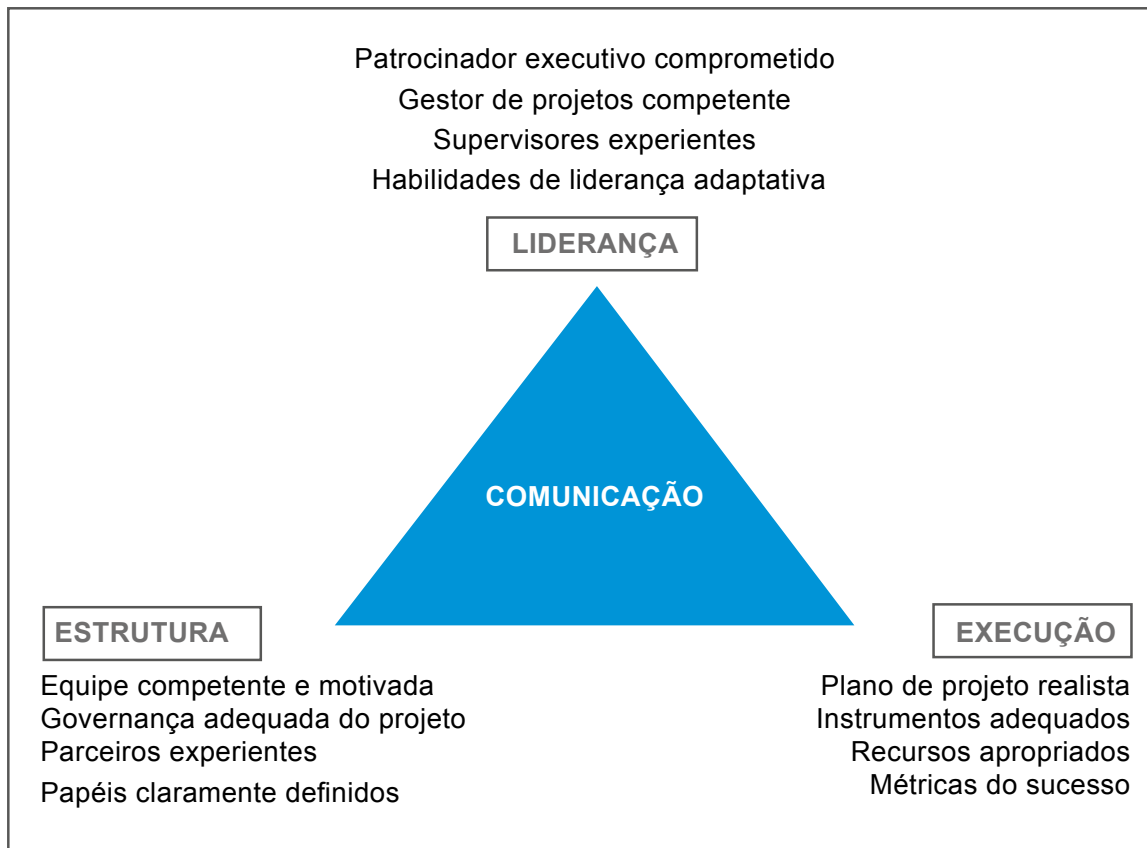 Patrocinador executivo comprometido
Gestor de projetos competente
Supervisores experientes
Habilidades de liderança adaptativa
LIDERANÇA
COMUNICAÇÃO
ESTRUTURA
Equipe competente e motivada
Governança adequada do projeto
Parceiros experientes
Papéis claramente definidos
EXECUÇÃO
Plano de projeto realista
Instrumentos adequados
Recursos apropriados
Métricas do sucesso